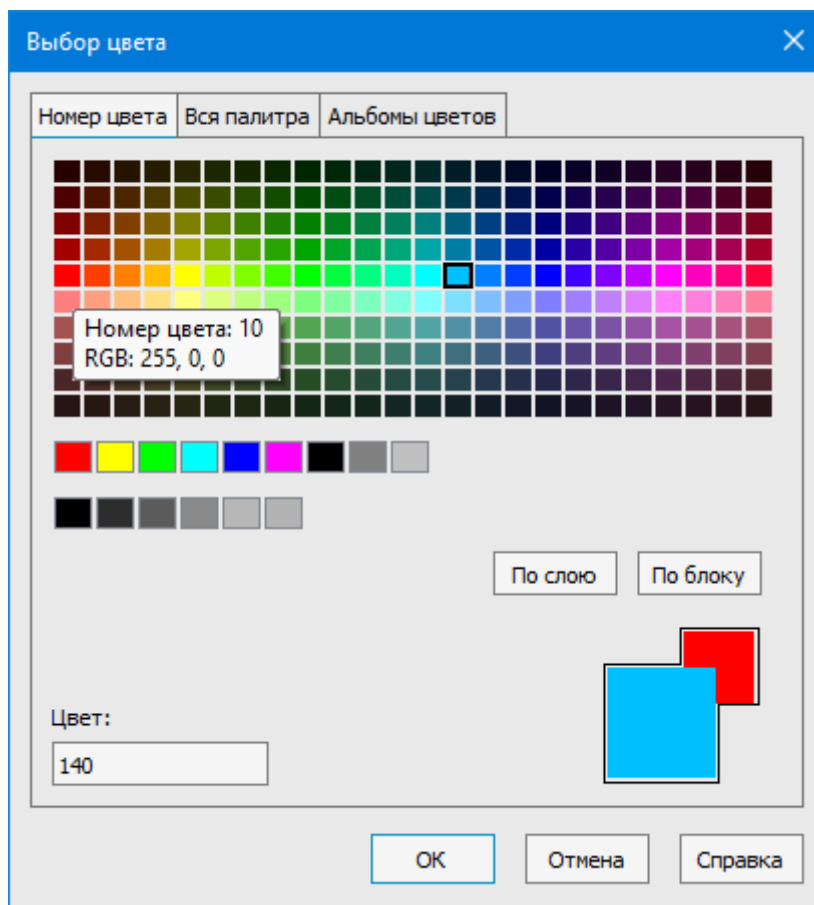 Выбор цвета
Номер цвета Вся палитра Альбомы цветов
Номер цвета: 10
RGB: 255, 0, 0
По слою По блоку
Цвет:
140
ОК Отмена Справка